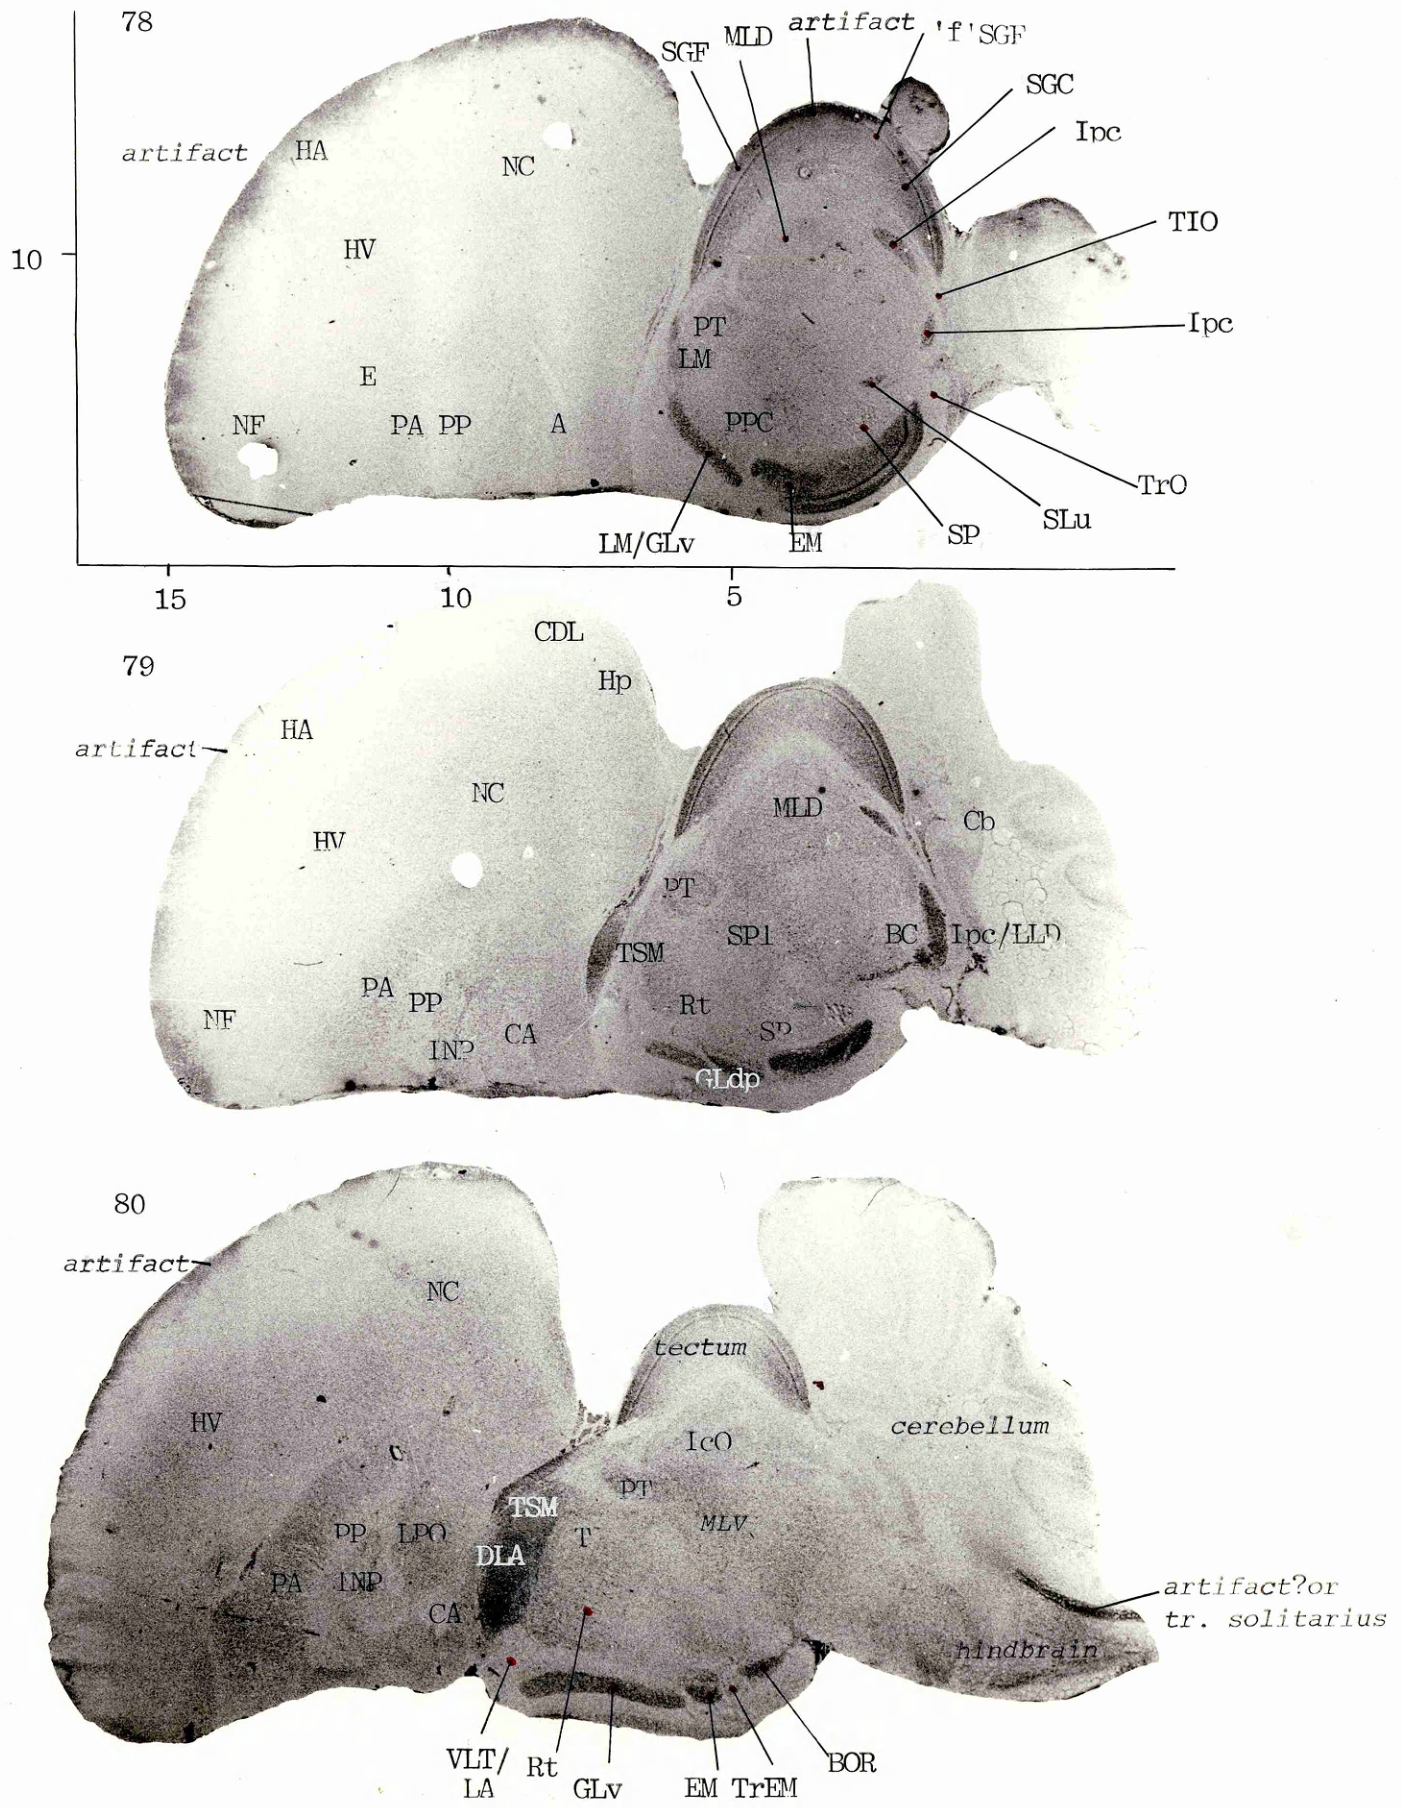 78
SGF
MLD
artifact
'f'SGF
SGC
Ipc
artifact
HA
NC
TIO
HV
10
PT
Ipc
LM
E
NF
PA PP
A
PPC
TrO
SLu
SP
LM/GLv
EM
15
10
5
79
CDL
Hp
HA
artifact
NC
MLD
Cb
HV
PT
SPl
BC
Ipc/LLD
TSM
PA
PP
Rt
NF
SP
CA
INP
GLdp
80
artifact
NC
tectum
HV
cerebellum
IcO
PT
TSM
MLV
PP
LPO
T
DLA
PA
INP
artifact?or
CA
tr. solitarius
hindbrain
VLT/
LA
Rt
GLv
EM
TrEM
BOR